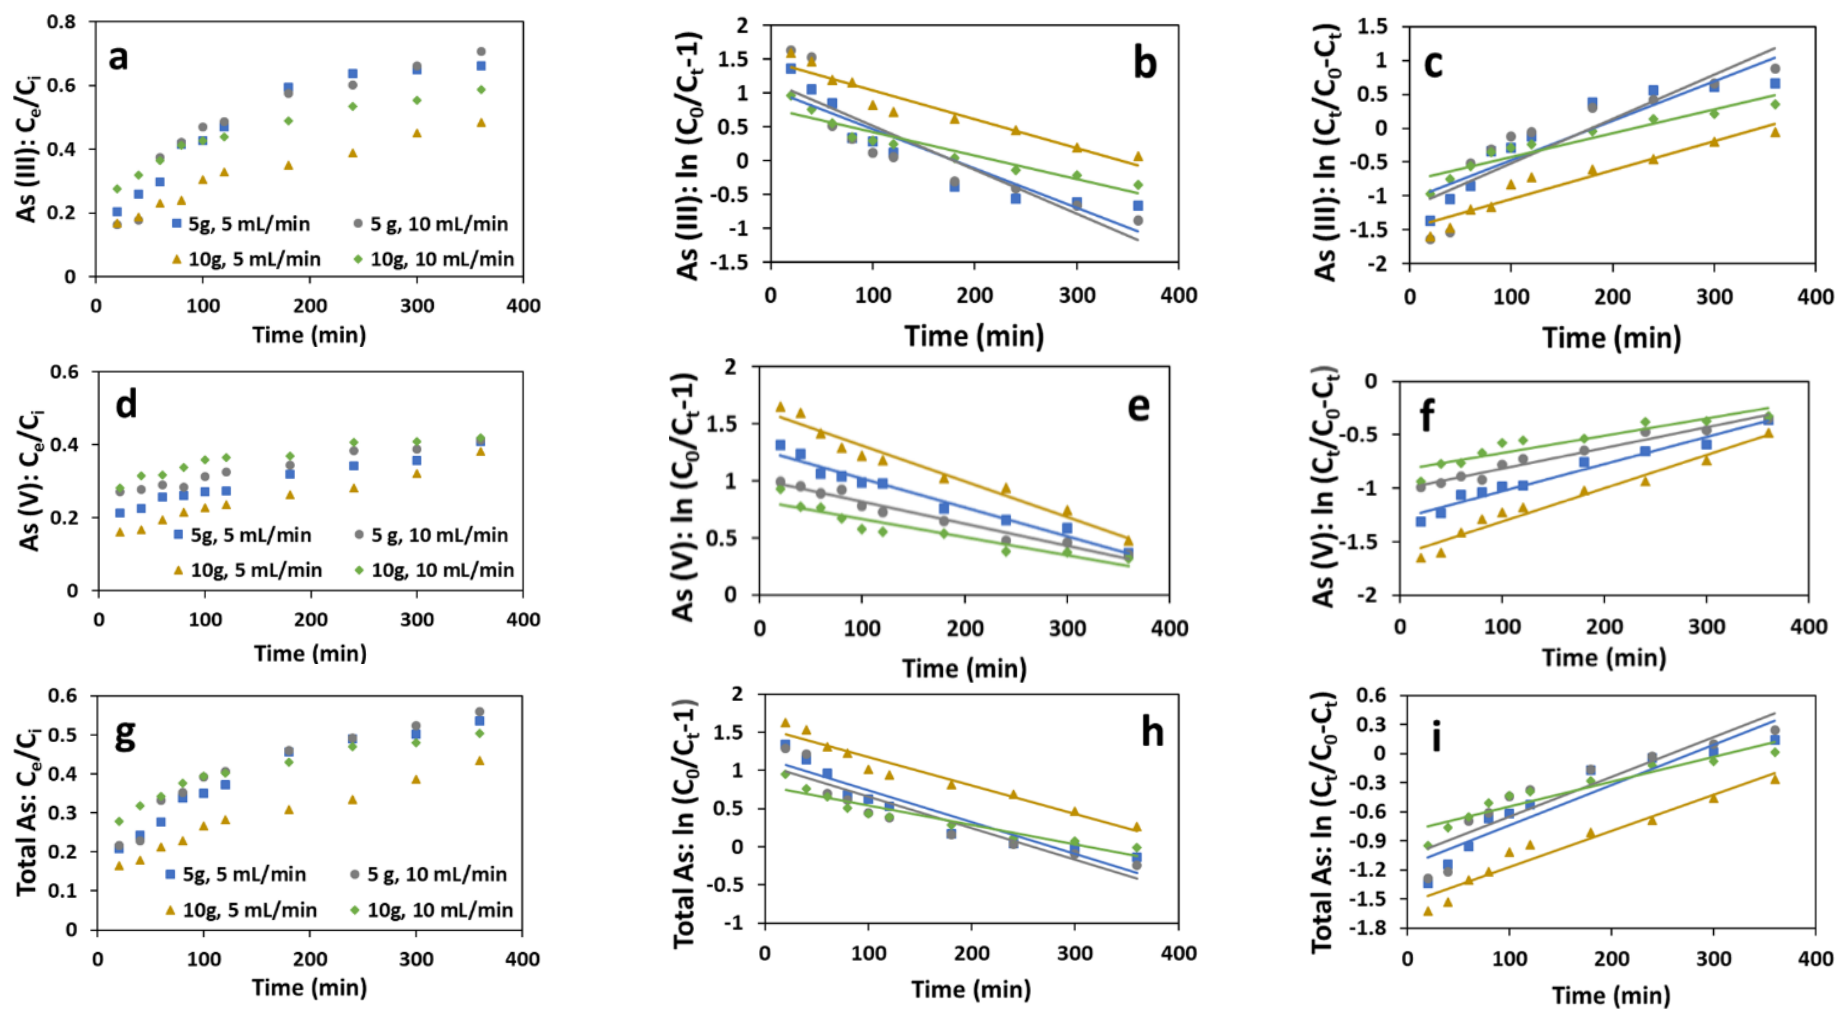 a
As (III): Ce/Ci
0.8
0.6
0.4
0.2
0
5g, 5 mL/min
5 g, 10 mL/min
10g, 5 mL/min
10g, 10 mL/min
0 100 200 300 400
Time (min)
b
As (III): ln (C0/Ct-1)
2
1.5
1
0.5
0
-0.5
-1
-1.5
0 100 200 300 400
Time (min)
c
As (III): ln (Ct/C0-Ct)
1.5
1
0.5
0
-0.5
-1
-1.5
-2
0 100 200 300 400
Time (min)
d
As (V): Ce/Ci
0.6
0.4
0.2
0
5g, 5 mL/min
5 g, 10 mL/min
10g, 5 mL/min
10g, 10 mL/min
0 100 200 300 400
Time (min)
e
As (V): ln (C0/Ct-1)
2
1.5
1
0.5
0
0 100 200 300 400
Time (min)
f
As (V): ln (Ct/C0-Ct)
0
-0.5
-1
-1.5
-2
0 100 200 300 400
Time (min)
g
Total As: Ce/Ci
0.6
0.5
0.4
0.3
0.2
0.1
0
5g, 5 mL/min
5 g, 10 mL/min
10g, 5 mL/min
10g, 10 mL/min
0 100 200 300 400
Time (min)
h
Total As: ln (C0/Ct-1)
2
1.5
1
0.5
0
-0.5
-1
0 100 200 300 400
Time (min)
i
Total As: ln (Ct/C0-Ct)
0.6
0.3
0
-0.3
-0.6
-0.9
-1.2
-1.5
-1.8
0 100 200 300 400
Time (min)